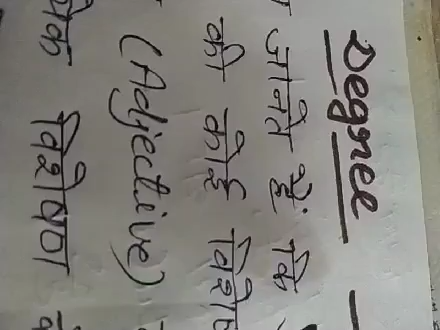 Degree —
जानते हैं कि
की कोई
(Adjective)
विशेषण